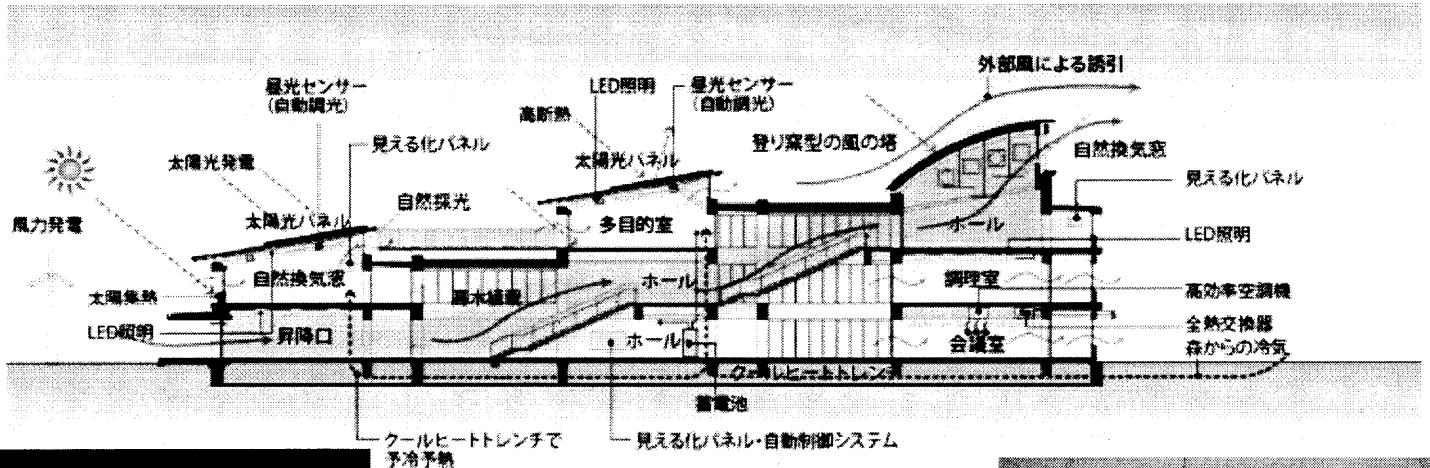 外部風による誘引
昼光センサー
(自動調光)
LED照明
昼光センサー
(自動調光)
高断熱
見える化パネル
登り窯型の風の塔
自然換気窓
太陽光発電
太陽光パネル
見える化パネル
自然採光
風力発電
太陽光パネル
多目的室
ホール
LED照明
自然換気窓
ホール
調理室
太陽集熱
高効率空調機
LED照明
昇降口
ホール
会議室
全熱交換器
森からの冷気
クールヒートトレンチ
蓄電池
クールヒートトレンチで
予冷予熱
見える化パネル・自動制御システム